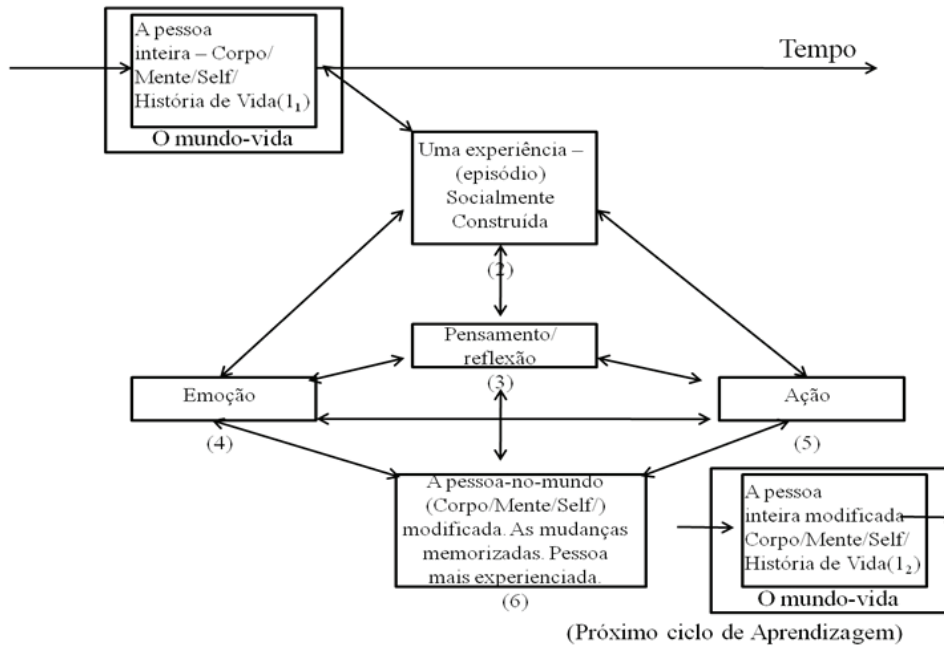 A pessoa
inteira – Corpo/
Mente/Self/
História de Vida(1₁)
O mundo-vida
Tempo
Uma experiência –
(episódio)
Socialmente
Construída
(2)
Pensamento/
reflexão
(3)
Emoção
(4)
Ação
(5)
A pessoa-no-mundo
(Corpo/Mente/Self/)
modificada. As mudanças
memorizadas. Pessoa
mais experienciada.
(6)
A pessoa
inteira modificada
Corpo/Mente/Self/
História de Vida(1₂)
O mundo-vida
(Próximo ciclo de Aprendizagem)